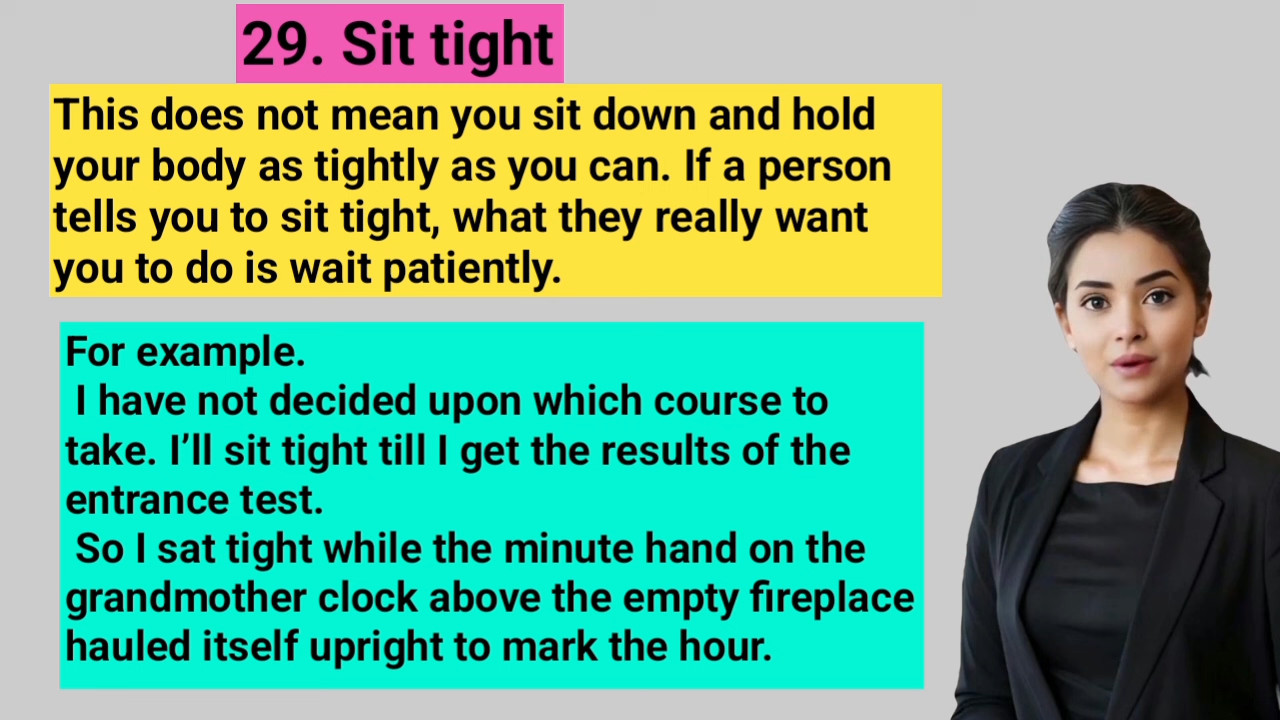 29. Sit tight
This does not mean you sit down and hold
your body as tightly as you can. If a person
tells you to sit tight, what they really want
you to do is wait patiently.
For example.
I have not decided upon which course to
take. I’ll sit tight till I get the results of the
entrance test.
So I sat tight while the minute hand on the
grandmother clock above the empty fireplace
hauled itself upright to mark the hour.